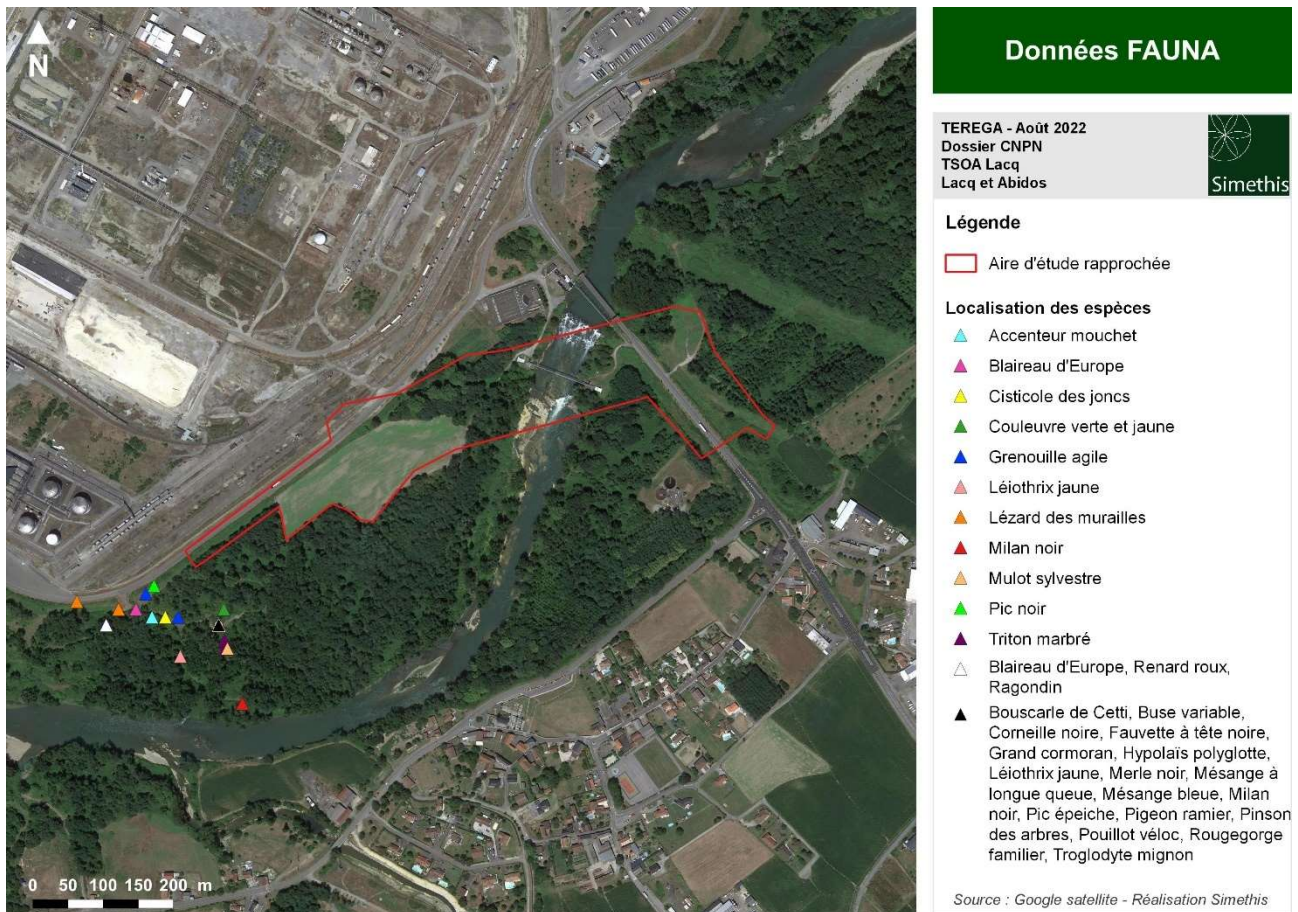 N
0 50 100 150 200 m
Données FAUNA
TEREGA - Août 2022
Dossier CNPN
TSOA Lacq
Lacq et Abidos
Simethis
Légende
Aire d'étude rapprochée
Localisation des espèces
Accenteur mouchet
Blaireau d'Europe
Cisticole des joncs
Couleuvre verte et jaune
Grenouille agile
Léiothrix jaune
Lézard des murailles
Milan noir
Mulot sylvestre
Pic noir
Triton marbré
Blaireau d'Europe, Renard roux,
Ragondin
Bouscarle de Cetti, Buse variable,
Corneille noire, Fauvette à tête noire,
Grand cormoran, Hypolaïs polyglotte,
Léiothrix jaune, Merle noir, Mésange à
longue queue, Mésange bleue, Milan
noir, Pic épeiche, Pigeon ramier, Pinson
des arbres, Pouillot véloc, Rougegorge
familier, Troglodyte mignon
Source : Google satellite - Réalisation Simethis